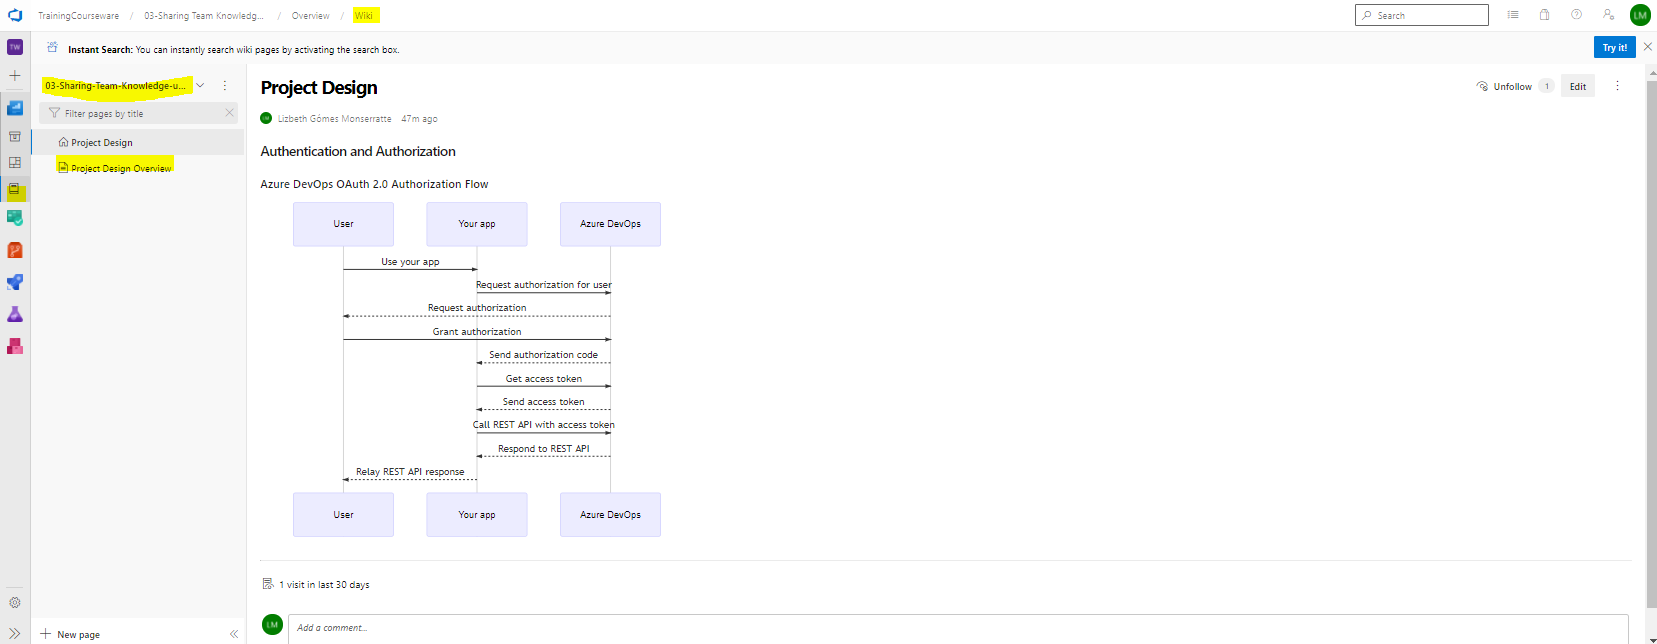 TrainingCourseware / 03-Sharing Team Knowledg... / Overview / Wiki
Search
LM
TW
Instant Search: You can instantly search wiki pages by activating the search box.
Try it!
03-Sharing-Team-Knowledge-u...
Filter pages by title
Project Design
Project Design Overview
New page
Project Design
Unfollow 1 Edit
LM Lizbeth Gómes Monserratte 47m ago
Authentication and Authorization
Azure DevOps OAuth 2.0 Authorization Flow
User Your app Azure DevOps
Use your app
Request authorization for user
Request authorization
Grant authorization
Send authorization code
Get access token
Send access token
Call REST API with access token
Respond to REST API
Relay REST API response
User Your app Azure DevOps
1 visit in last 30 days
LM Add a comment...